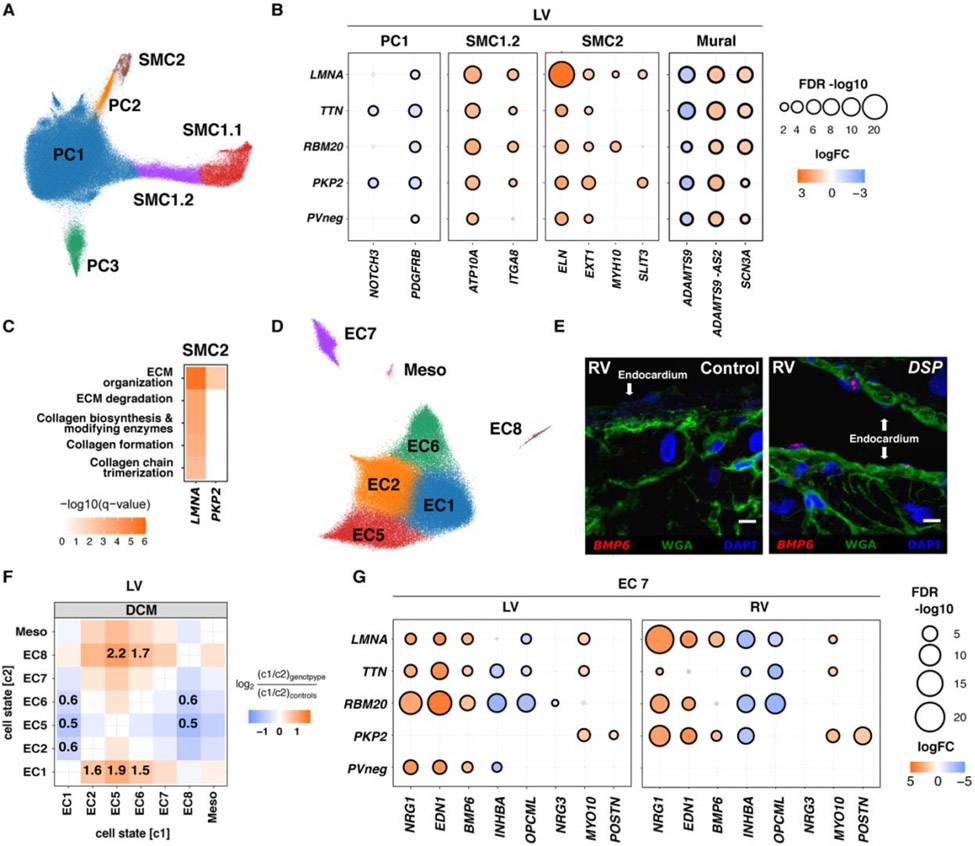 A
SMC2
PC2
PC1
SMC1.1
SMC1.2
PC3
B
LV
PC1
SMC1.2
SMC2
Mural
LMNA
TTN
RBM20
PKP2
PVneg
NOTCH3
PDGFRB
ATP10A
ITGA8
ELN
EXT1
MYH10
SLIT3
ADAMTS9
ADAMTS9 -AS2
SCN3A
FDR -log10
2 4 6 8 10 20
logFC
3 0 −3
C
SMC2
ECM
organization
ECM degradation
Collagen biosynthesis &
modifying enzymes
Collagen formation
Collagen chain
trimerization
−log10(q−value)
0 1 2 3 4 5 6
LMNA
PKP2
D
EC7
Meso
EC8
EC6
EC2
EC1
EC5
E
RV Control
Endocardium
BMP6 WGA DAPI
RV DSP
Endocardium
BMP6 WGA DAPI
F
LV
DCM
Meso
EC8 2.2 1.7
EC7
EC6 0.6 0.6
EC5 0.5 0.5
EC2 0.6
EC1 1.6 1.9 1.5
EC1
EC2
EC5
EC6
EC7
EC8
Meso
cell state [c2]
cell state [c1]
log2 (c1/c2)genotpype
(c1/c2)controls
−1 0 1
G
EC 7
LV
RV
LMNA
TTN
RBM20
PKP2
PVneg
NRG1
EDN1
BMP6
INHBA
OPCML
NRG3
MYO10
POSTN
NRG1
EDN1
BMP6
INHBA
OPCML
NRG3
MYO10
POSTN
FDR
-log10
5
10
15
20
logFC
5 0 −5